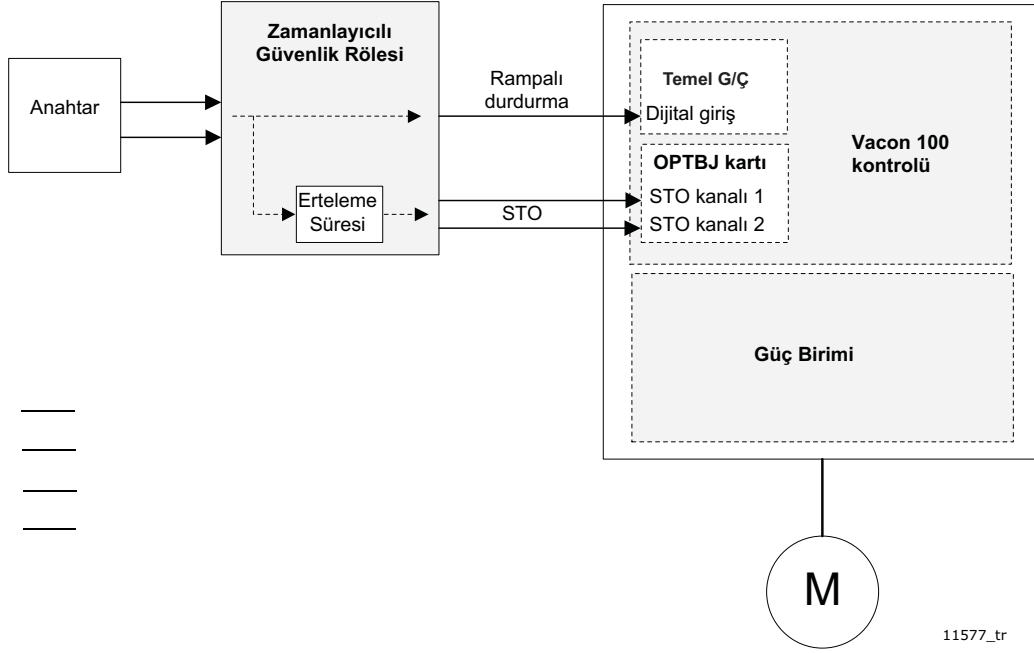 Zamanlayıcılı
Güvenlik Rölesi
Anahtar
Rampalı
durdurma
Temel G/Ç
Dijital giriş
Vacon 100
kontrolü
OPTBJ kartı
STO kanalı 1
STO kanalı 2
Erteleme
Süresi
STO
Güç Birimi
M
11577_tr